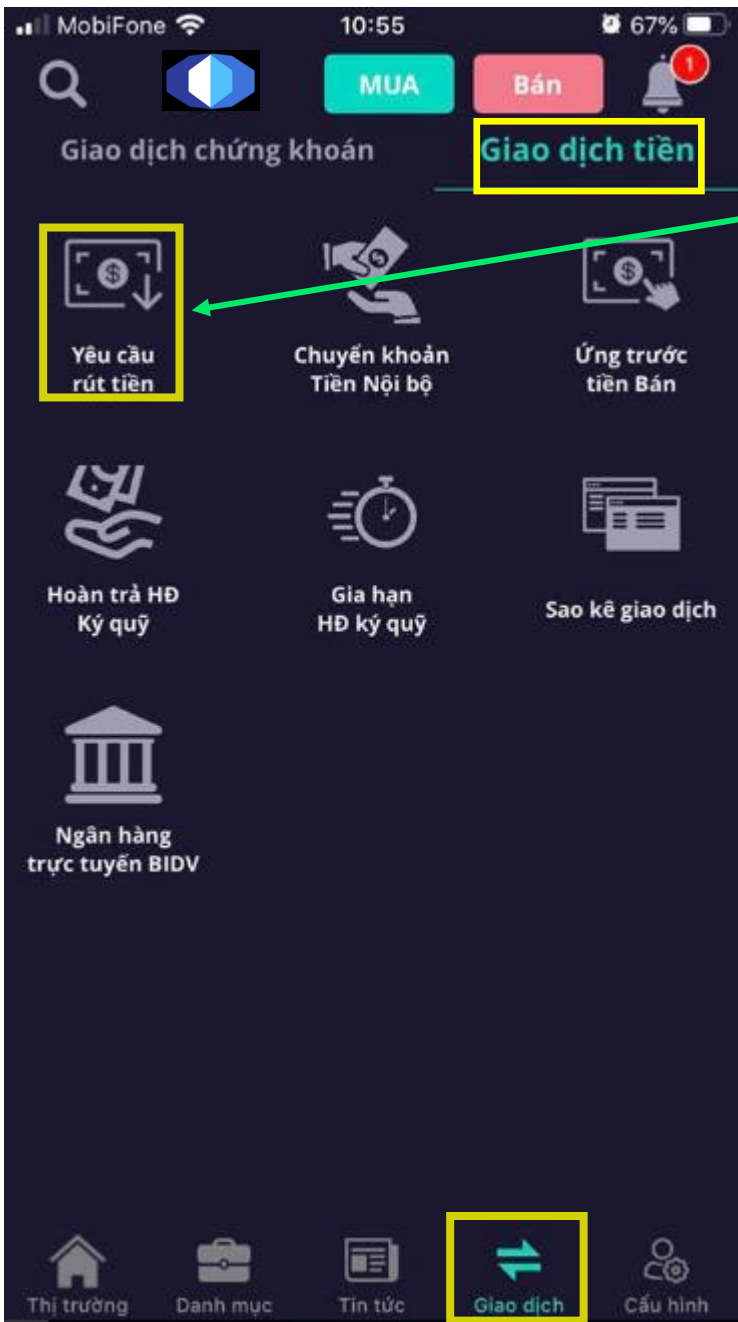 MobiFone
10:55
67%
MUA
Bán
1
Giao dịch chứng khoán
Giao dịch tiền
Yêu cầu
rút tiền
Chuyển khoản
Tiền Nội bộ
Ứng trước
tiền Bán
Hoàn trả HĐ
Ký quỹ
Gia hạn
HĐ ký quỹ
Sao kê giao dịch
Ngân hàng
trực tuyến BIDV
Thị trường
Danh mục
Tin tức
Giao dịch
Cấu hình